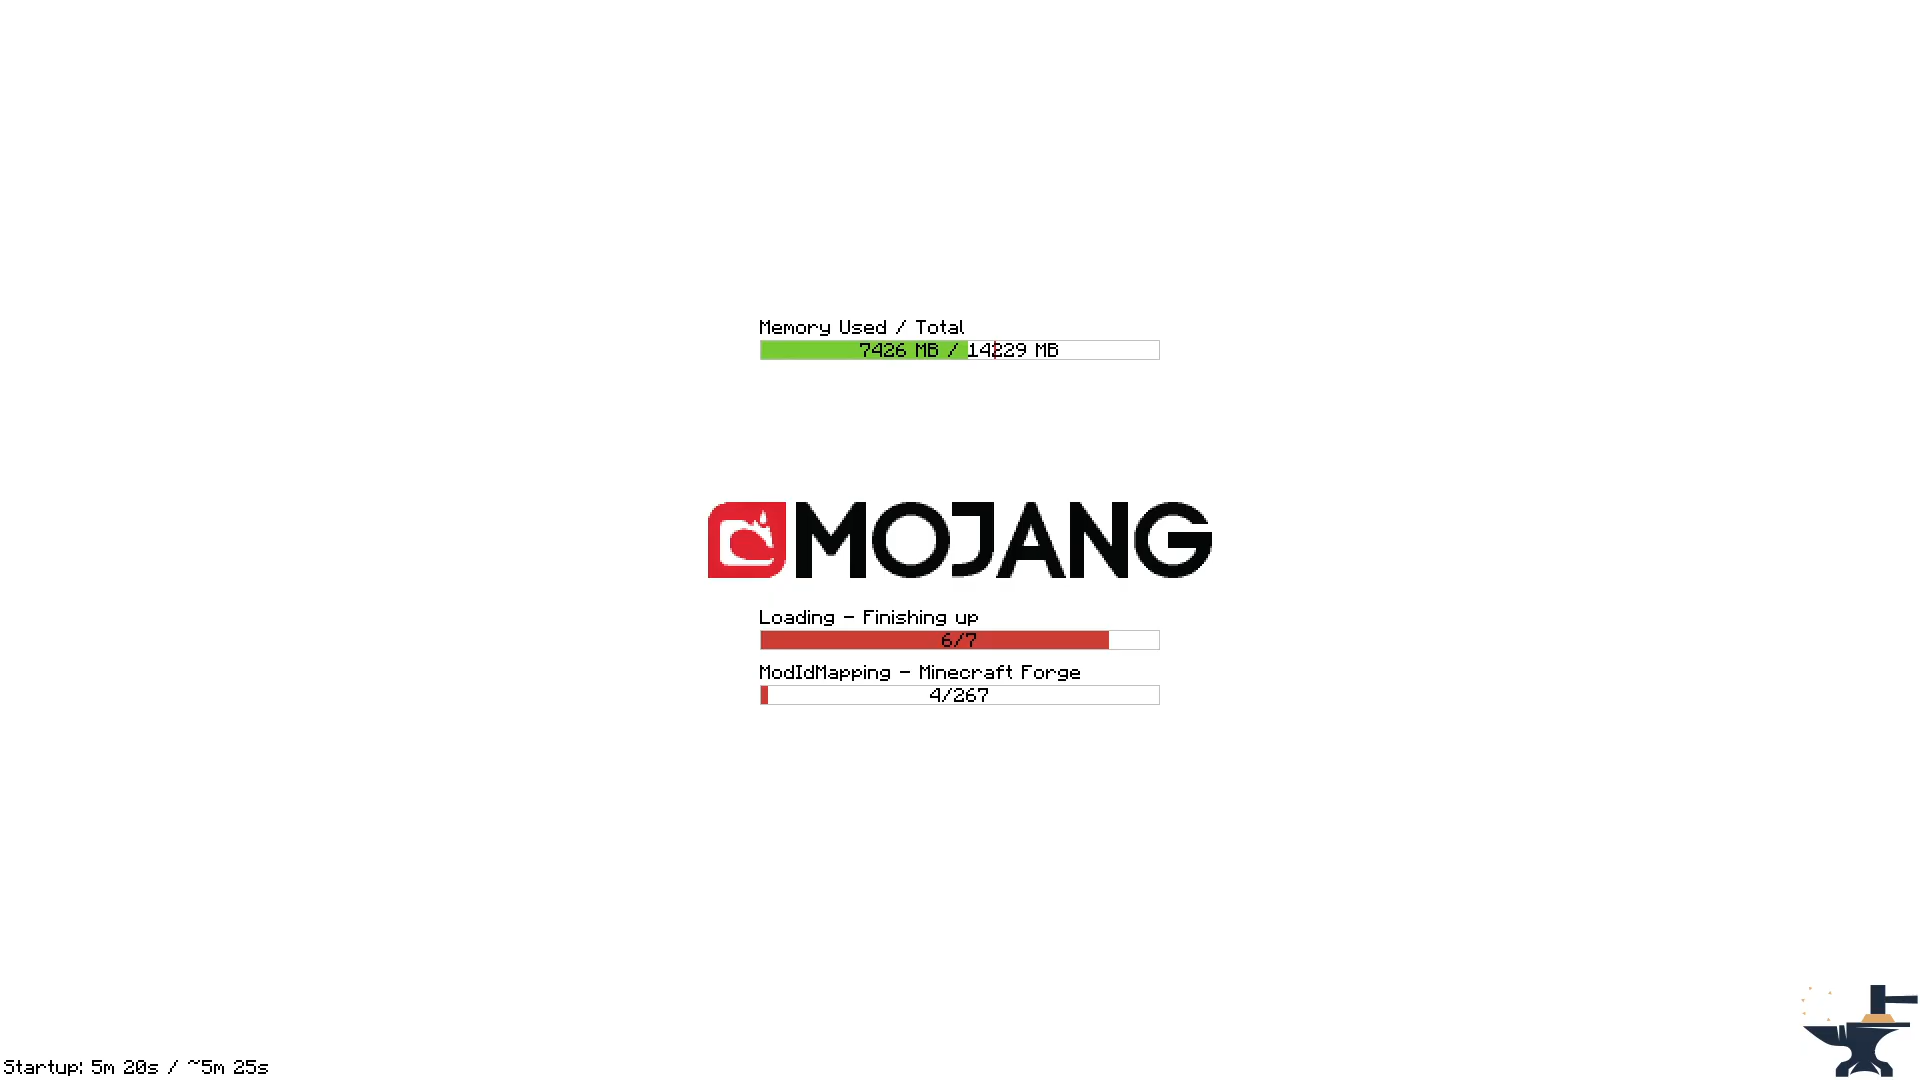 Memory Used / Total
7426 MB / 14229 MB
MOJANG
Loading - Finishing up
6/7
ModIdMapping - Minecraft Forge
4/267
Startup: 5m 20s / ~5m 25s